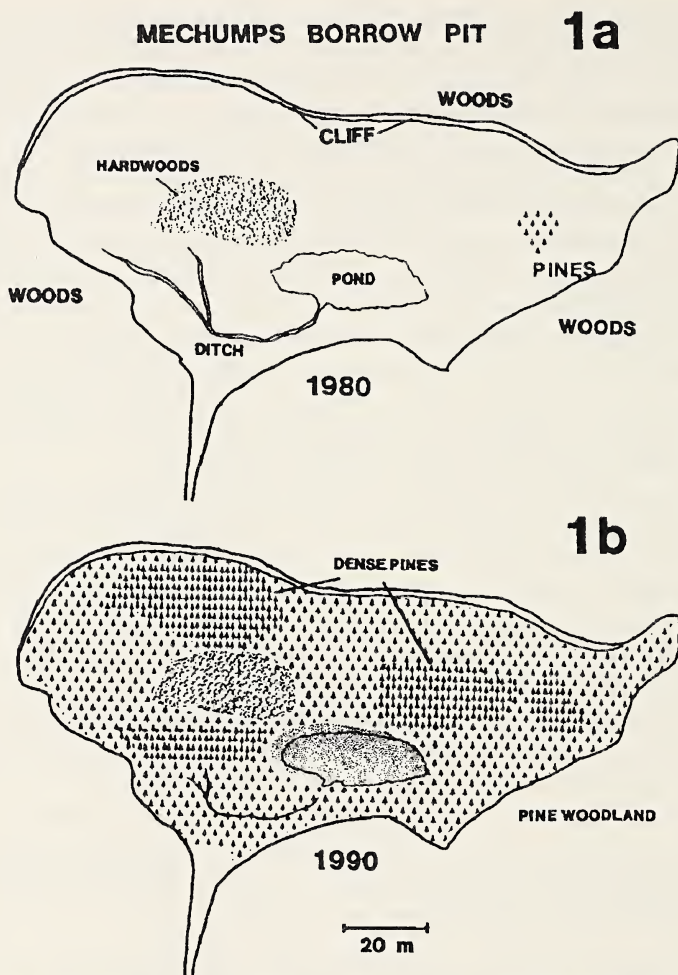 MECHUMPS BORROW PIT 1a
WOODS
CLIFF
HARDWOODS
PINES
POND
WOODS
WOODS
DITCH
1980
1b
DENSE PINES
PINE WOODLAND
1990
20 m